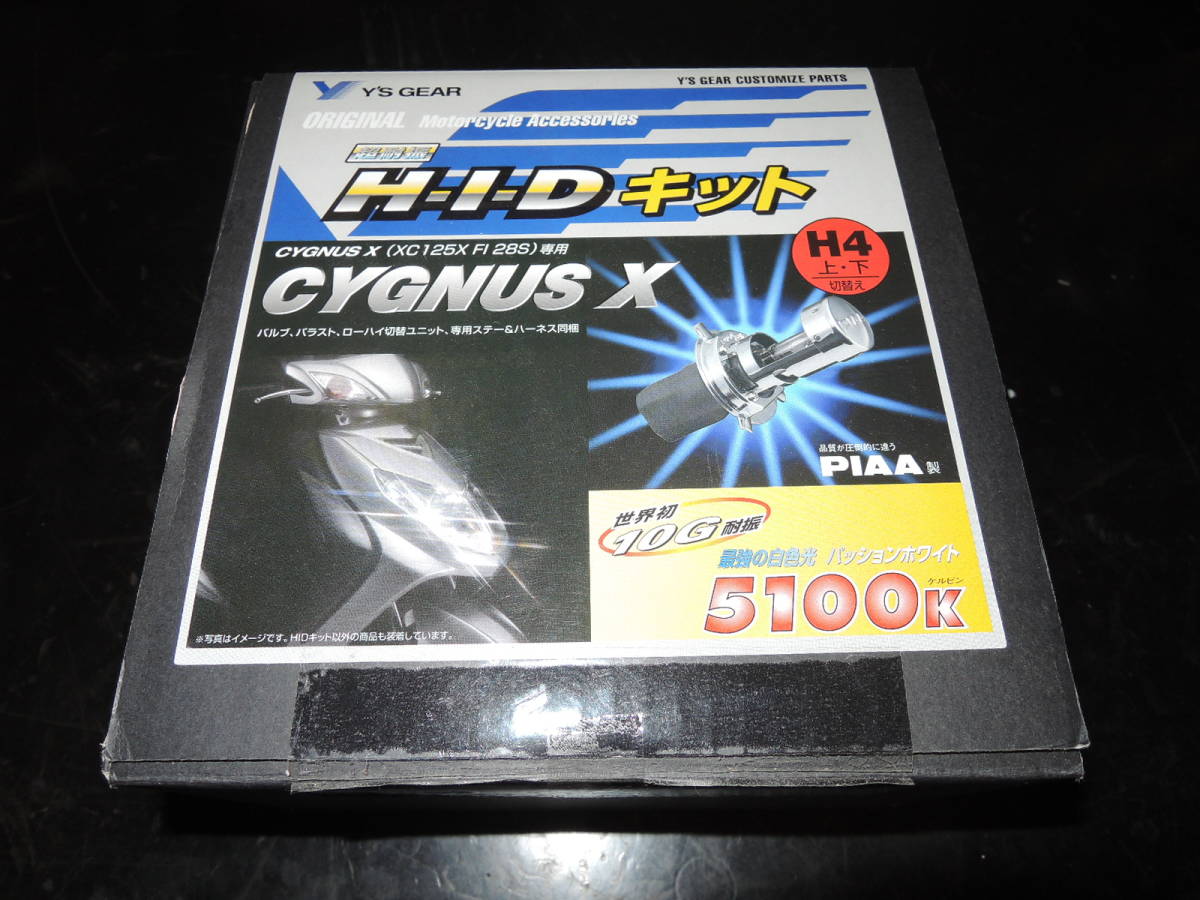 Y'S GEAR
Y'S GEAR CUSTOMIZE PARTS
ORIGINAL Motorcycle Accessories
超耐振
H-I-D キット
H4
上・下
切替え
CYGNUS X (XC125X FI 28S) 専用
CYGNUS X
バルブ、バラスト、ローハイ切替ユニット、専用ステー&ハーネス同梱
品質が圧倒的に違う
PIAA製
世界初
10G耐振
最強の白色光 パッションホワイト
ケルビン
5100K
※写真はイメージです。HIDキット以外の商品も装着しています。